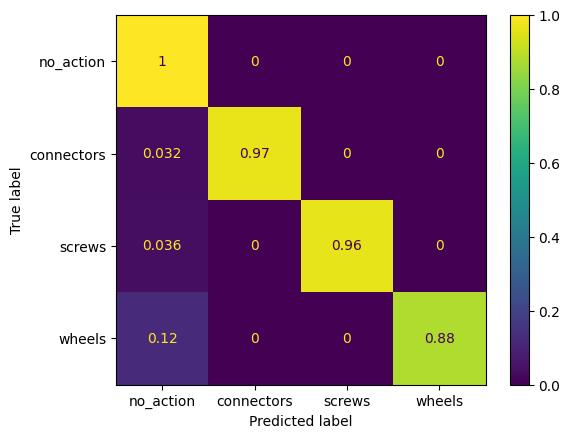 1.0
no_action 1 0 0 0
0.8
connectors 0.032 0.97 0 0
0.6
True label
0.4
screws 0.036 0 0.96 0
0.2
wheels 0.12 0 0 0.88
0.0
no_action connectors screws wheels
Predicted label